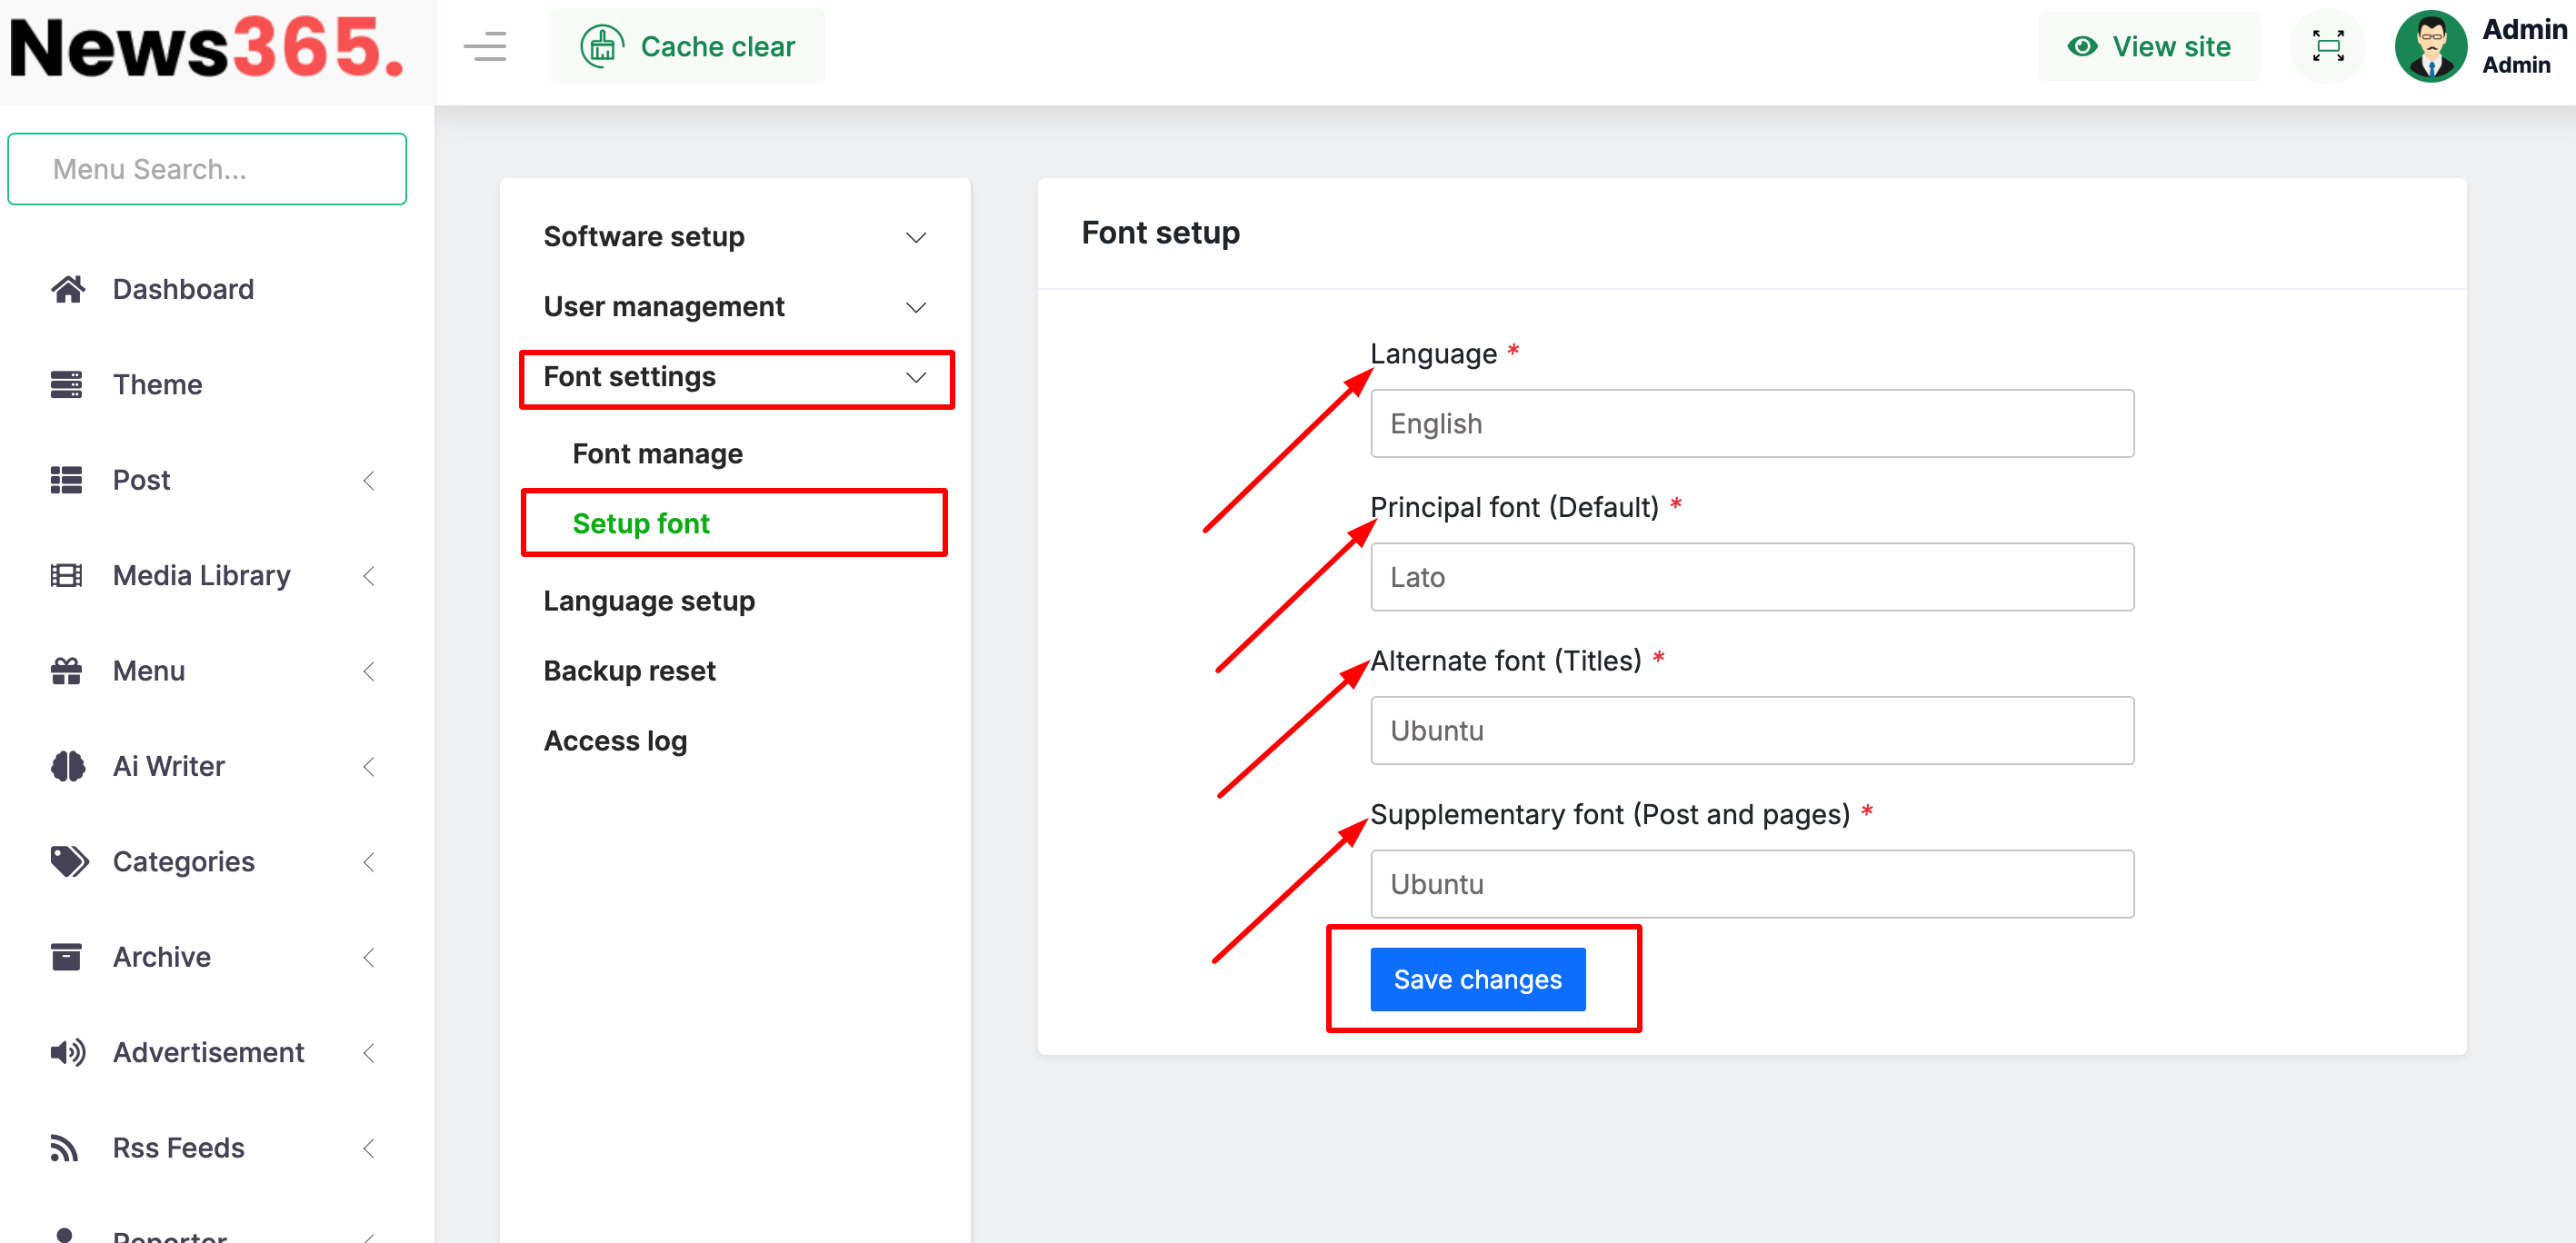 News365.
Cache clear
View site
Admin
Admin
Menu Search...
Dashboard
Theme
Post
Media Library
Menu
Ai Writer
Categories
Archive
Advertisement
Rss Feeds
Reporter
Software setup
User management
Font settings
Font manage
Setup font
Language setup
Backup reset
Access log
Font setup
Language *
English
Principal font (Default) *
Lato
Alternate font (Titles) *
Ubuntu
Supplementary font (Post and pages) *
Ubuntu
Save changes